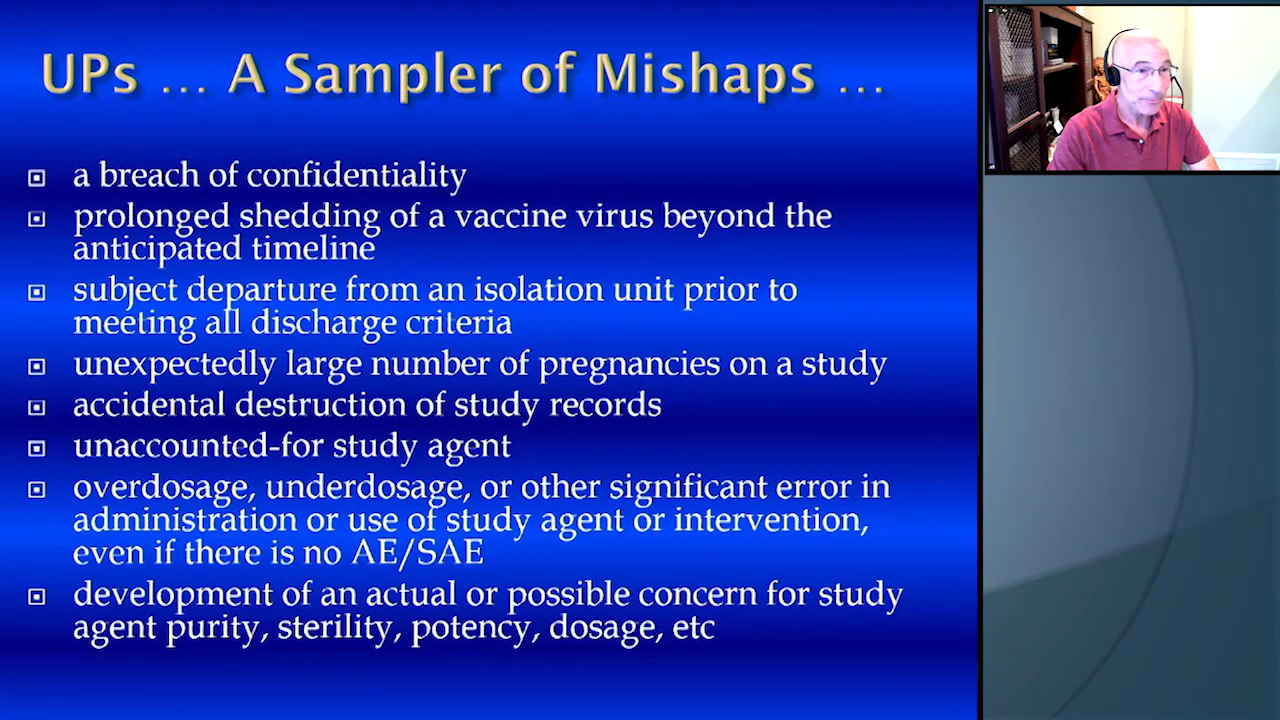 UPs … A Sampler of Mishaps …
a breach of confidentiality
prolonged shedding of a vaccine virus beyond the
anticipated timeline
subject departure from an isolation unit prior to
meeting all discharge criteria
unexpectedly large number of pregnancies on a study
accidental destruction of study records
unaccounted-for study agent
overdosage, underdosage, or other significant error in
administration or use of study agent or intervention,
even if there is no AE/SAE
development of an actual or possible concern for study
agent purity, sterility, potency, dosage, etc